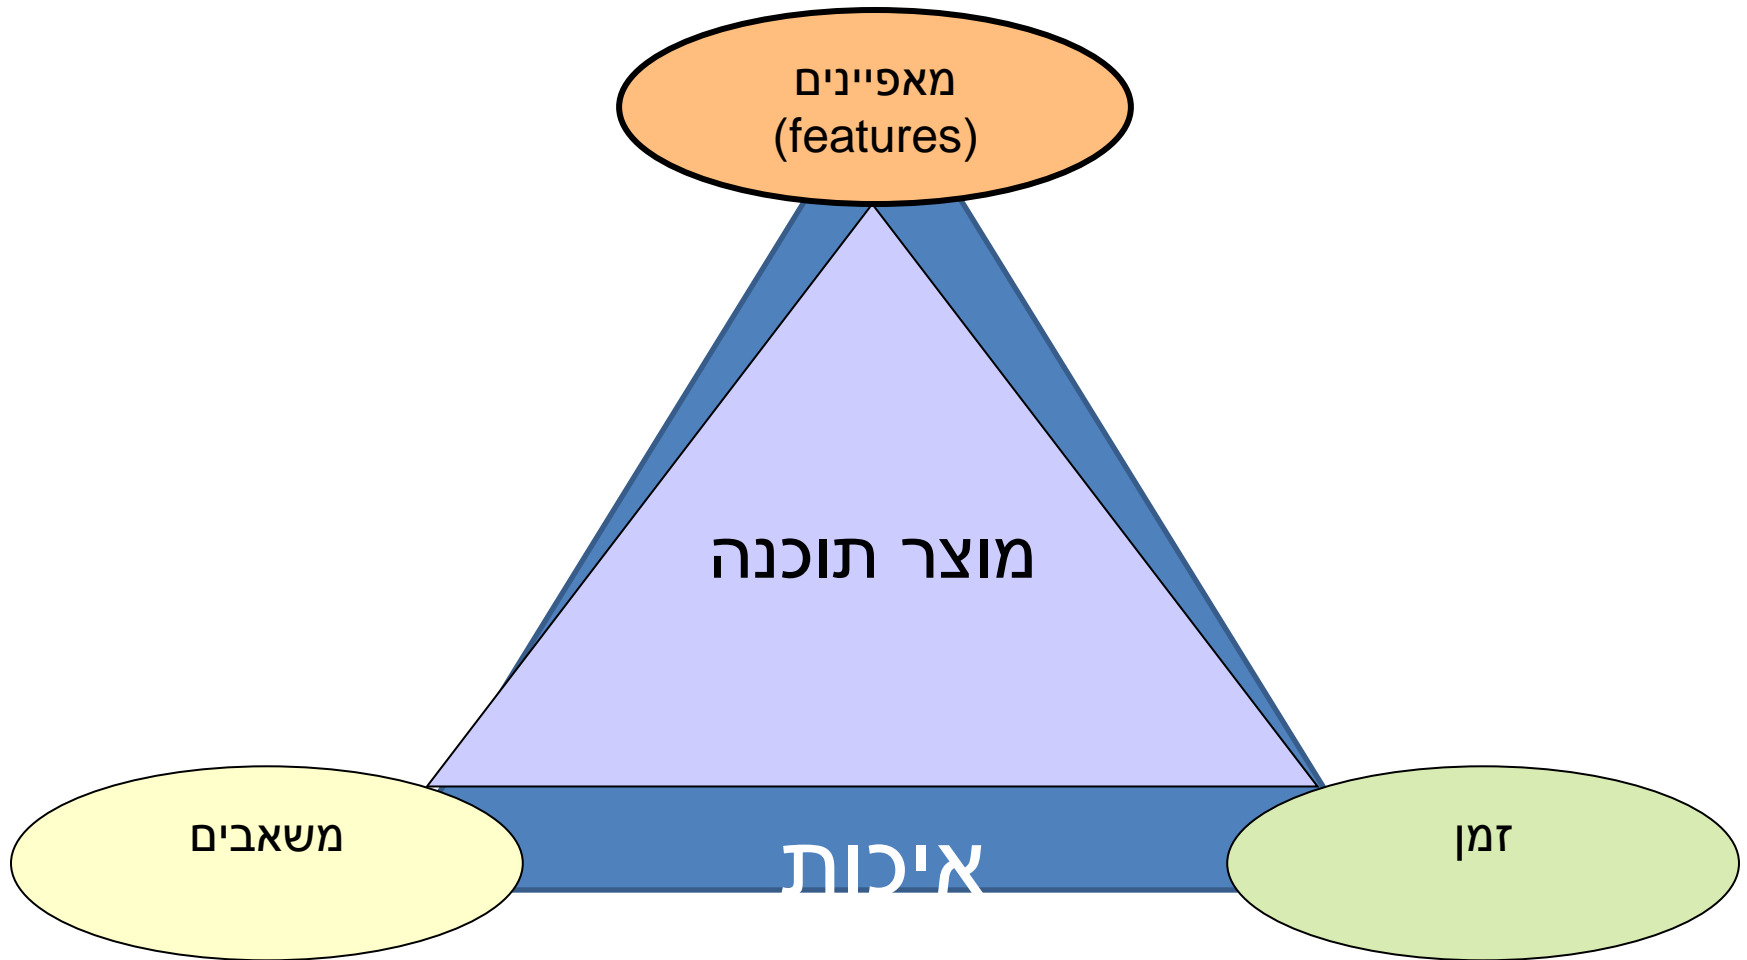 מאפיינים
(features)
מוצר תוכנה
משאבים
זמן
איכות